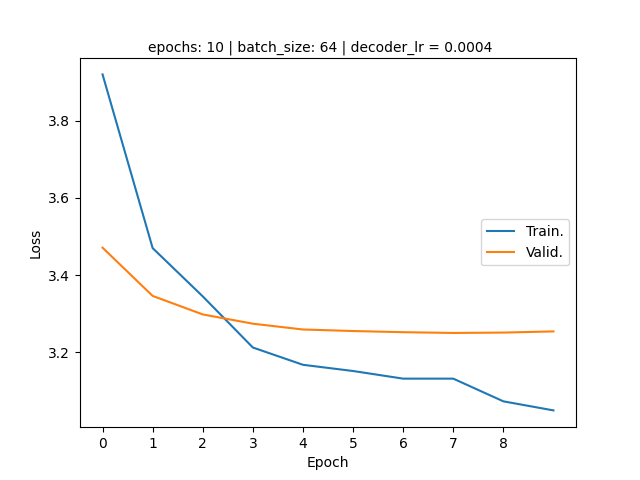 epochs: 10 | batch_size: 64 | decoder_lr = 0.0004
3.8
3.6
3.4
3.2
Loss
Train.
Valid.
0 1 2 3 4 5 6 7 8
Epoch